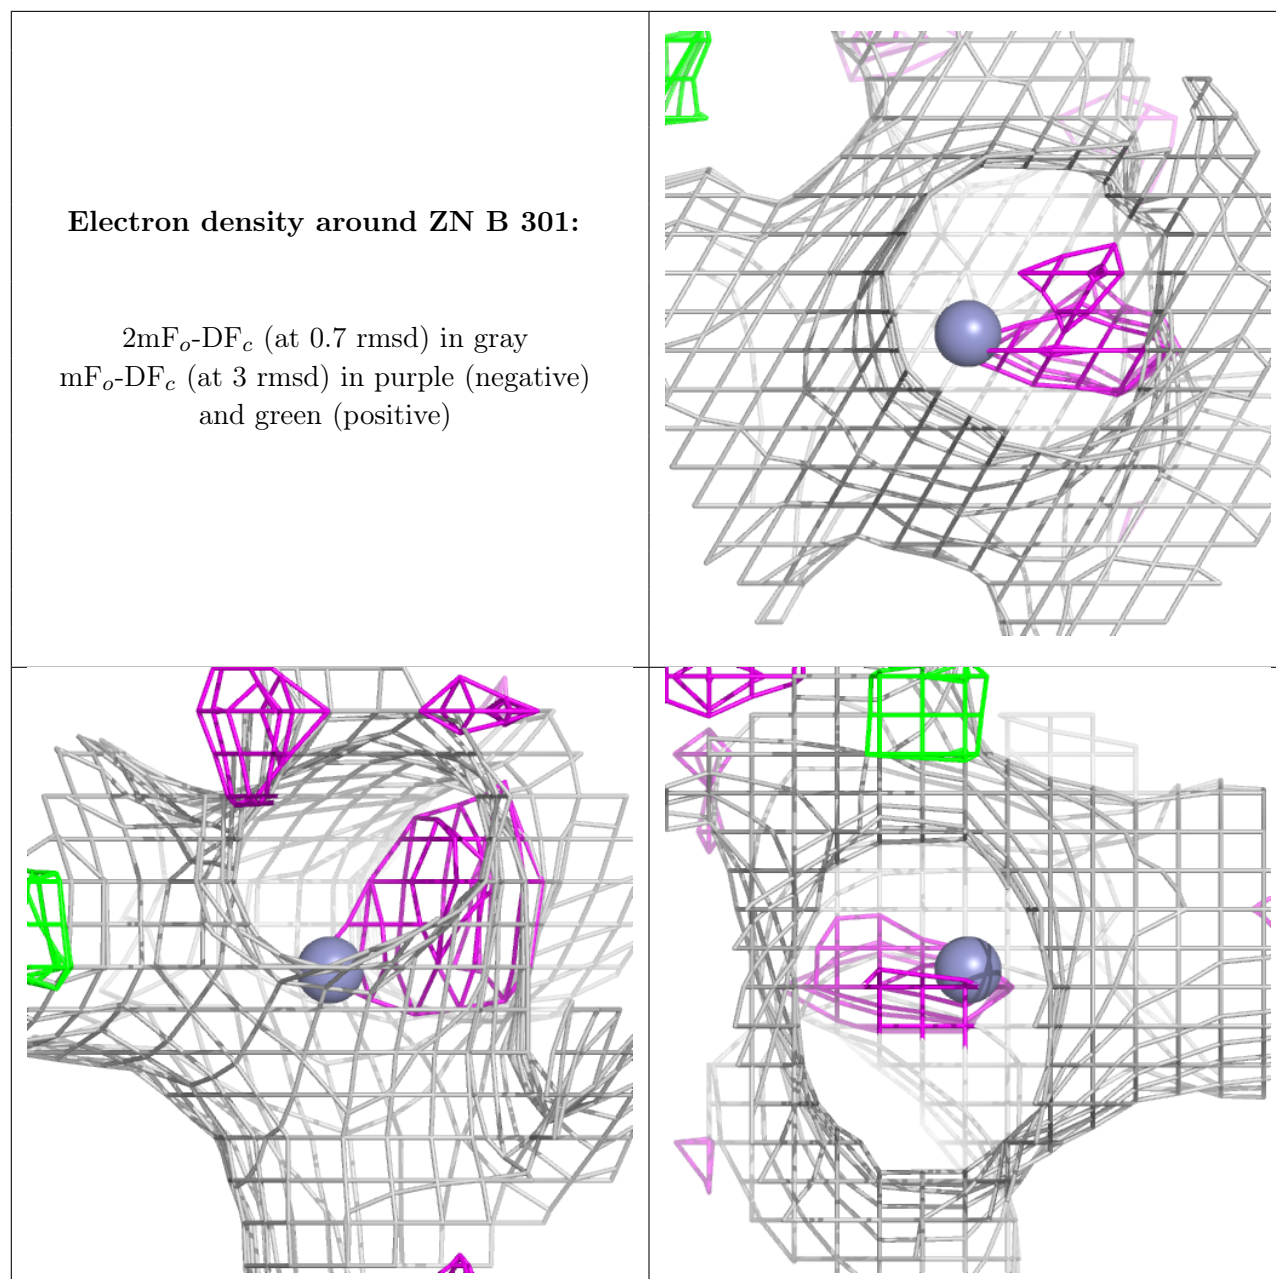 Electron density around ZN B 301:
2mFo-DFc (at 0.7 rmsd) in gray
mFo-DFc (at 3 rmsd) in purple (negative)
and green (positive)